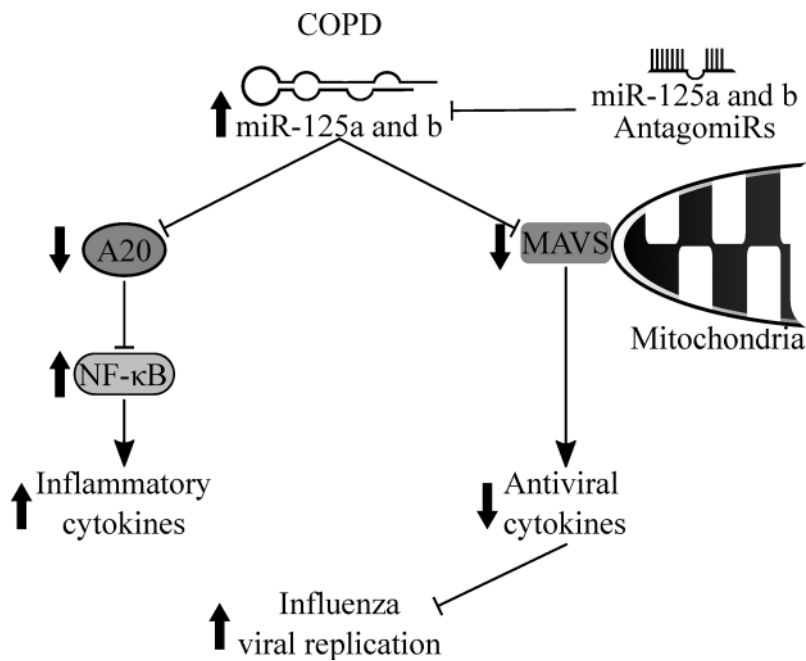 COPD
miR-125a and b
miR-125a and b
AntagomiRs
A20
MAVS
Mitochondria
NF-κB
Inflammatory
cytokines
Antiviral
cytokines
Influenza
viral replication